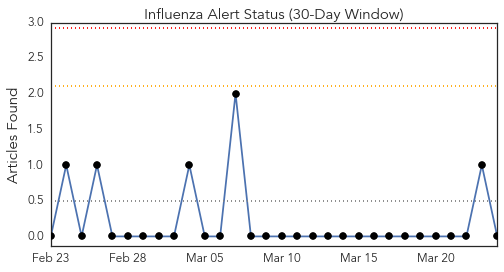 Influenza Alert Status (30-Day Window)
Articles Found
3.0
2.5
2.0
1.5
1.0
0.5
0.0
Feb 23 Feb 28 Mar 05 Mar 10 Mar 15 Mar 20